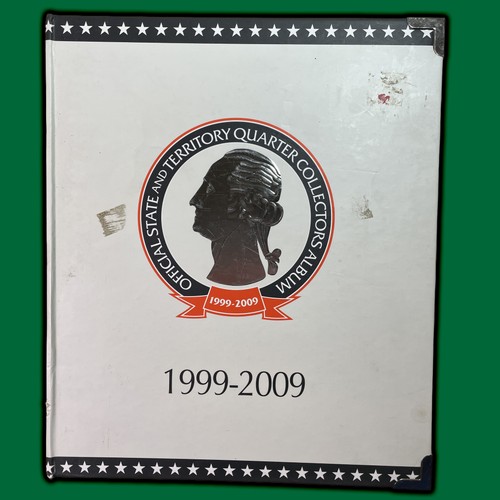 OFFICIAL STATE AND TERRITORY QUARTER COLLECTORS ALBUM
1999-2009
1999-2009